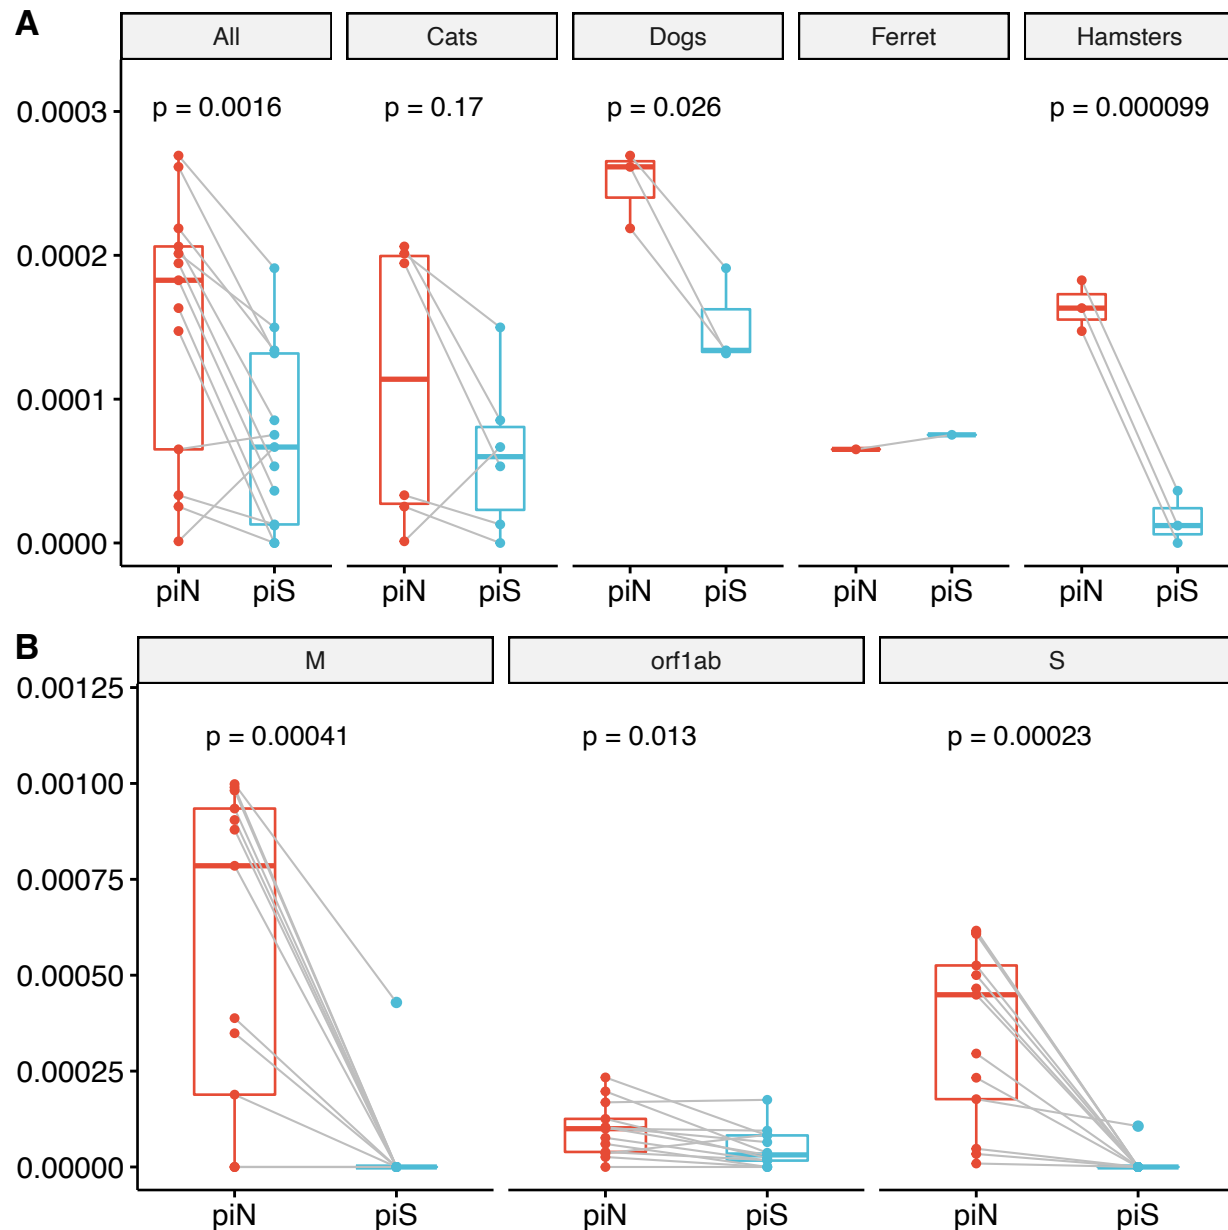 A
All Cats Dogs Ferret Hamsters
p = 0.0016 p = 0.17 p = 0.026 p = 0.000099
0.0003
0.0002
0.0001
0.0000
piN piS piN piS piN piS piN piS piN piS
B
M orf1ab S
0.00125
p = 0.00041 p = 0.013 p = 0.00023
0.00100
0.00075
0.00050
0.00025
0.00000
piN piS piN piS piN piS